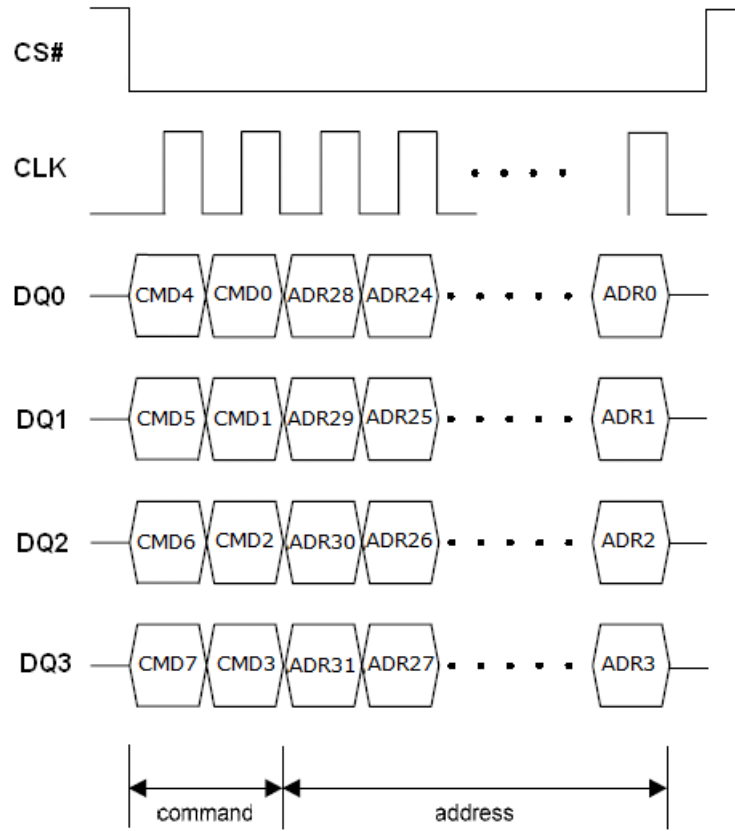 CS#
CLK
DQ0 CMD4 CMD0 ADR28 ADR24 ADR0
DQ1 CMD5 CMD1 ADR29 ADR25 ADR1
DQ2 CMD6 CMD2 ADR30 ADR26 ADR2
DQ3 CMD7 CMD3 ADR31 ADR27 ADR3
command address